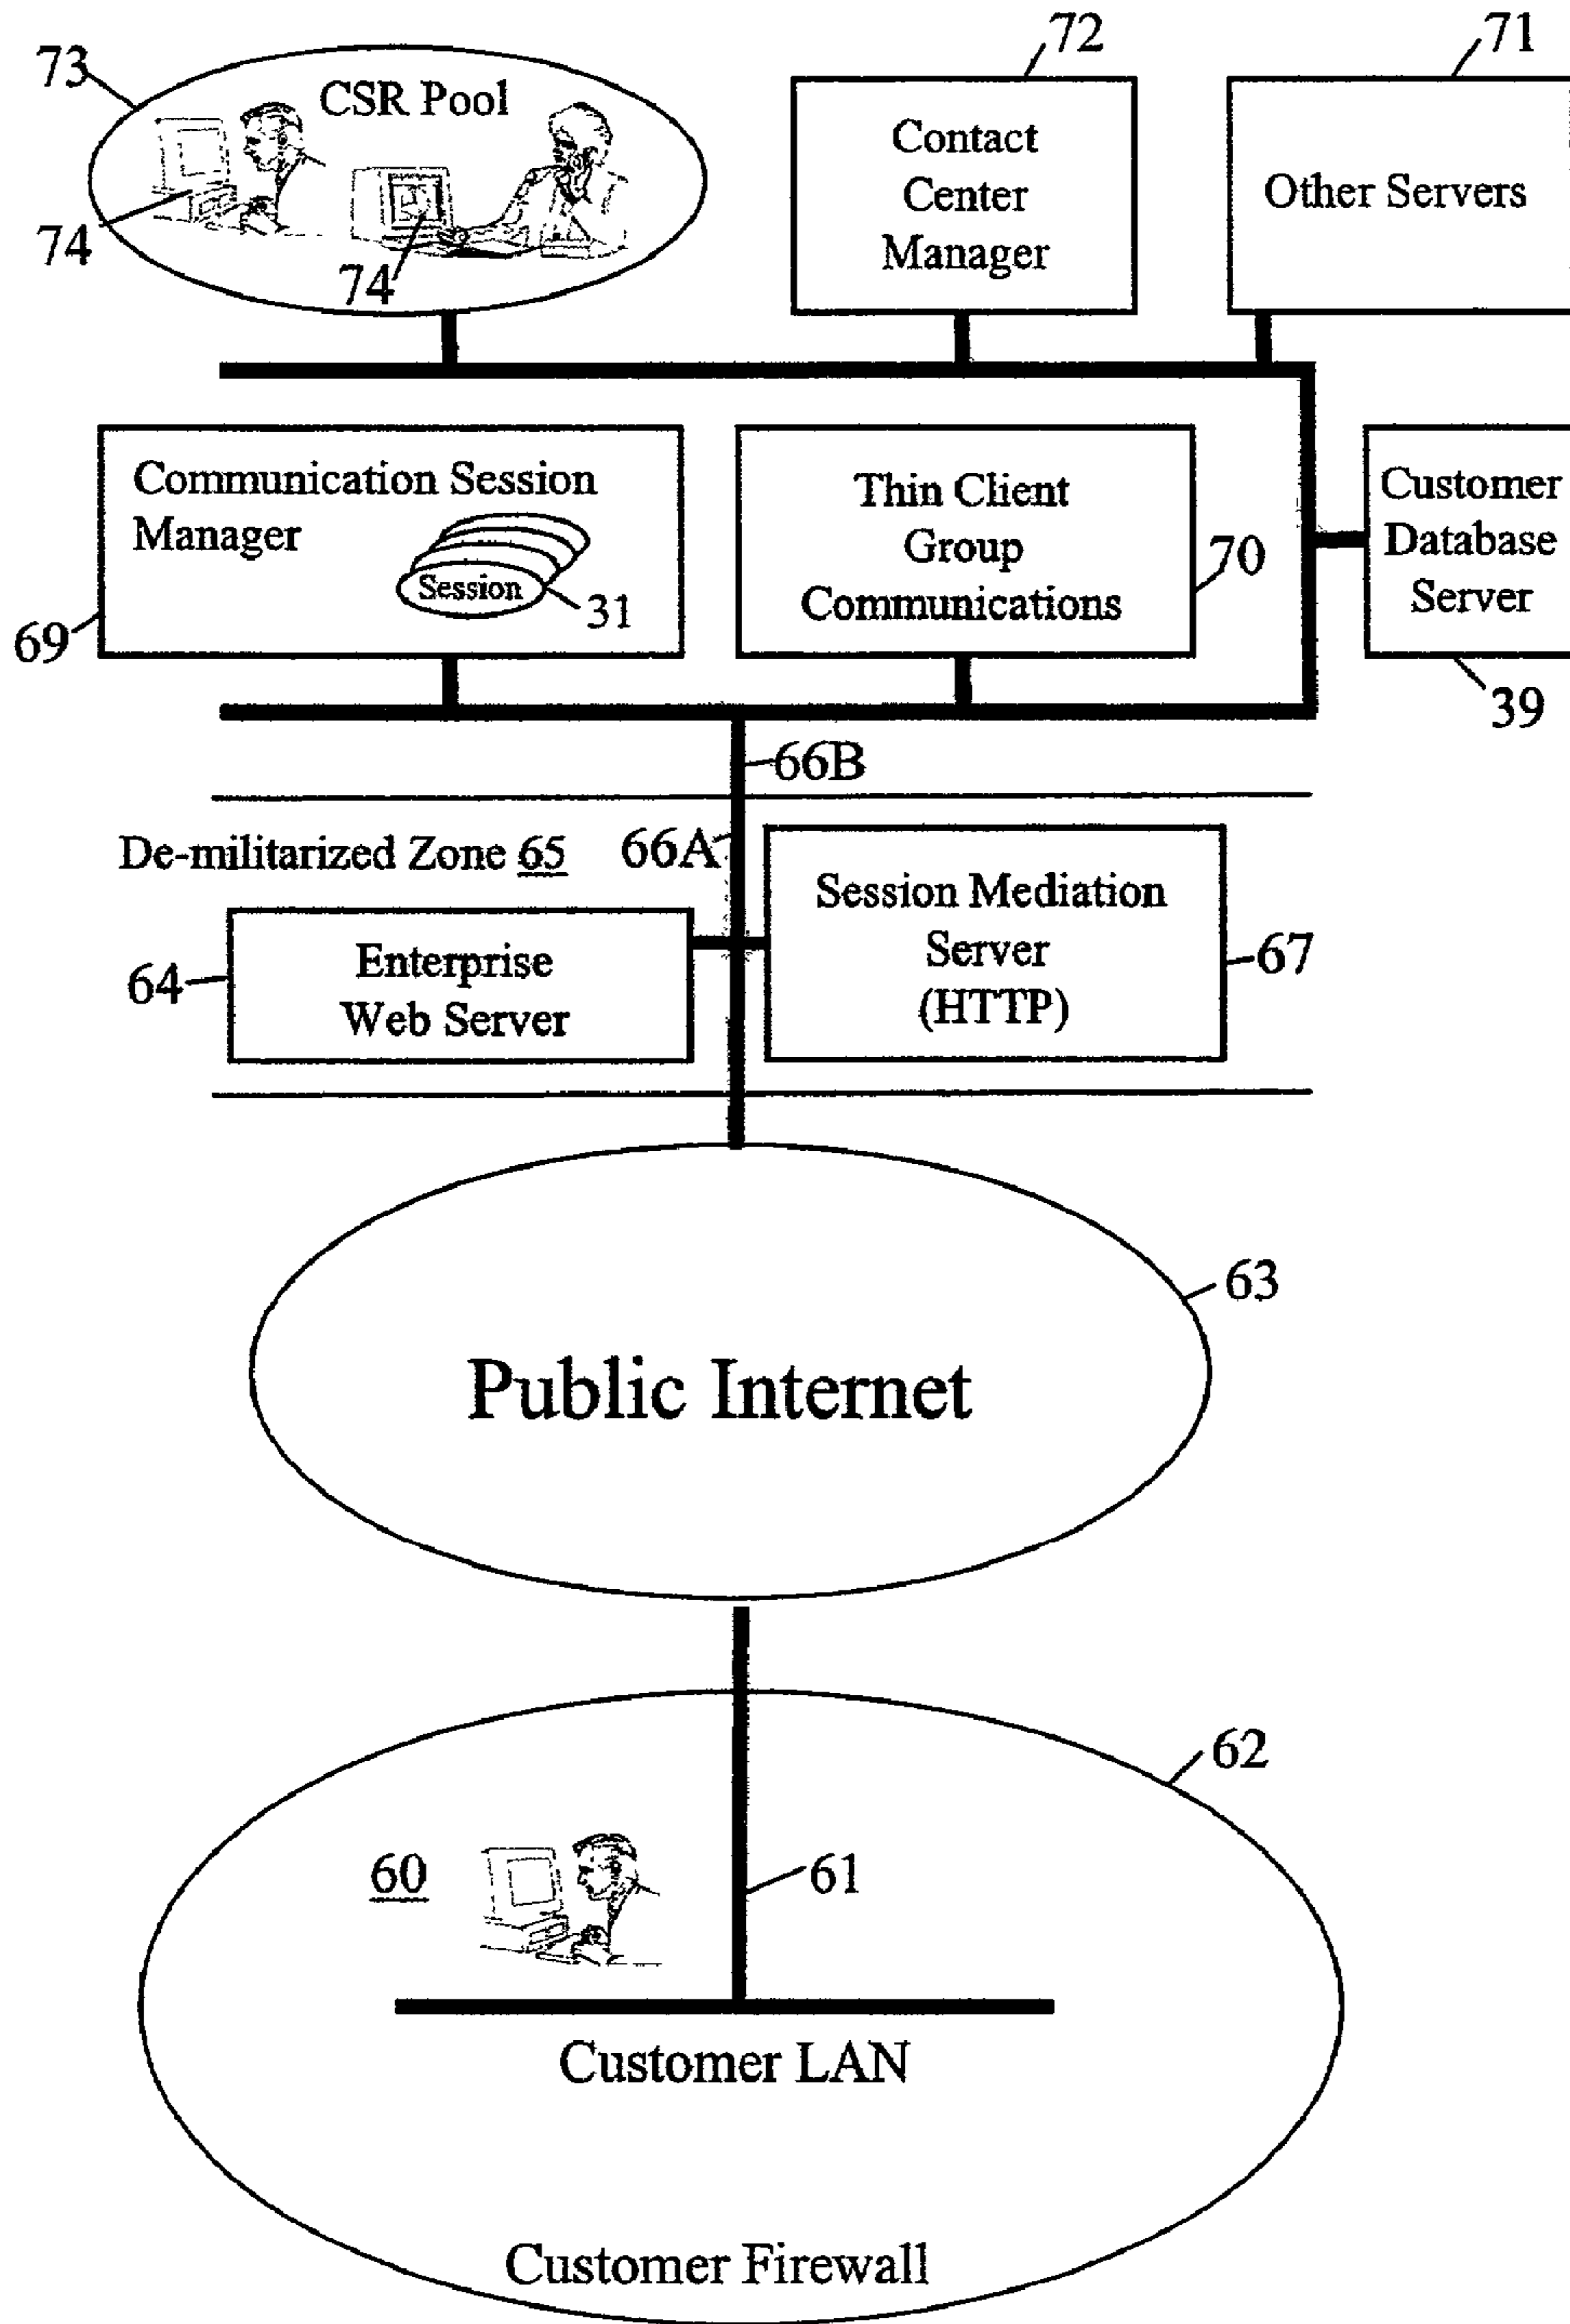 73
CSR Pool
74
74
72
Contact
Center
Manager
71
Other Servers
Communication Session
Manager
Session
31
69
Thin Client
Group
Communications
70
Customer
Database
Server
39
66B
De-militarized Zone 65
66A
Enterprise
Web Server
64
Session Mediation
Server
(HTTP)
67
63
Public Internet
62
60
61
Customer LAN
Customer Firewall